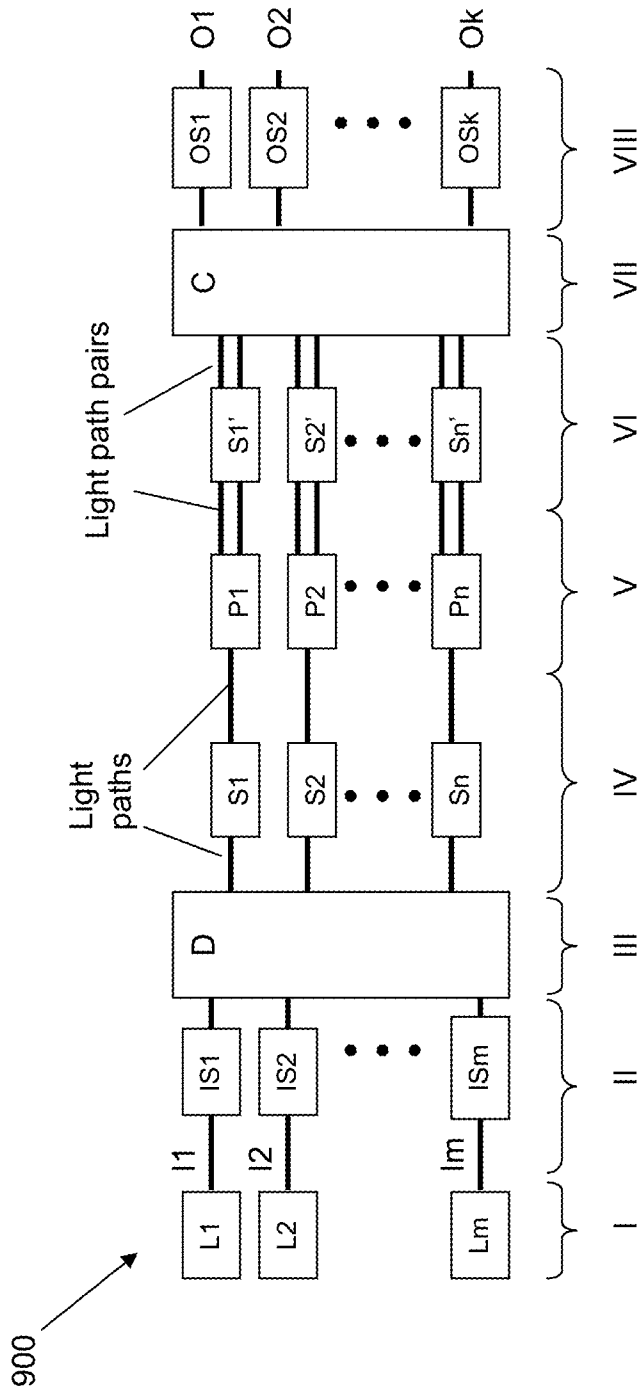 900
Light paths
Light path pairs
I1
I2
Im
L1
L2
Lm
IS1
IS2
ISm
D
S1
S2
Sn
P1
P2
Pn
S1'
S2'
Sn'
C
OS1
OS2
OSk
O1
O2
Ok
I
II
III
IV
V
VI
VII
VIII